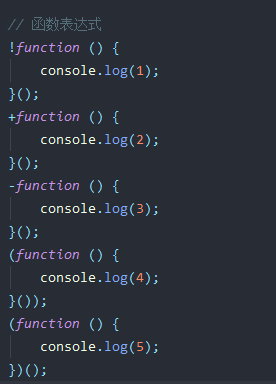 // 函数表达式
!function () {
    console.log(1);
}();
+function () {
    console.log(2);
}();
-function () {
    console.log(3);
}();
(function () {
    console.log(4);
}());
(function () {
    console.log(5);
})();